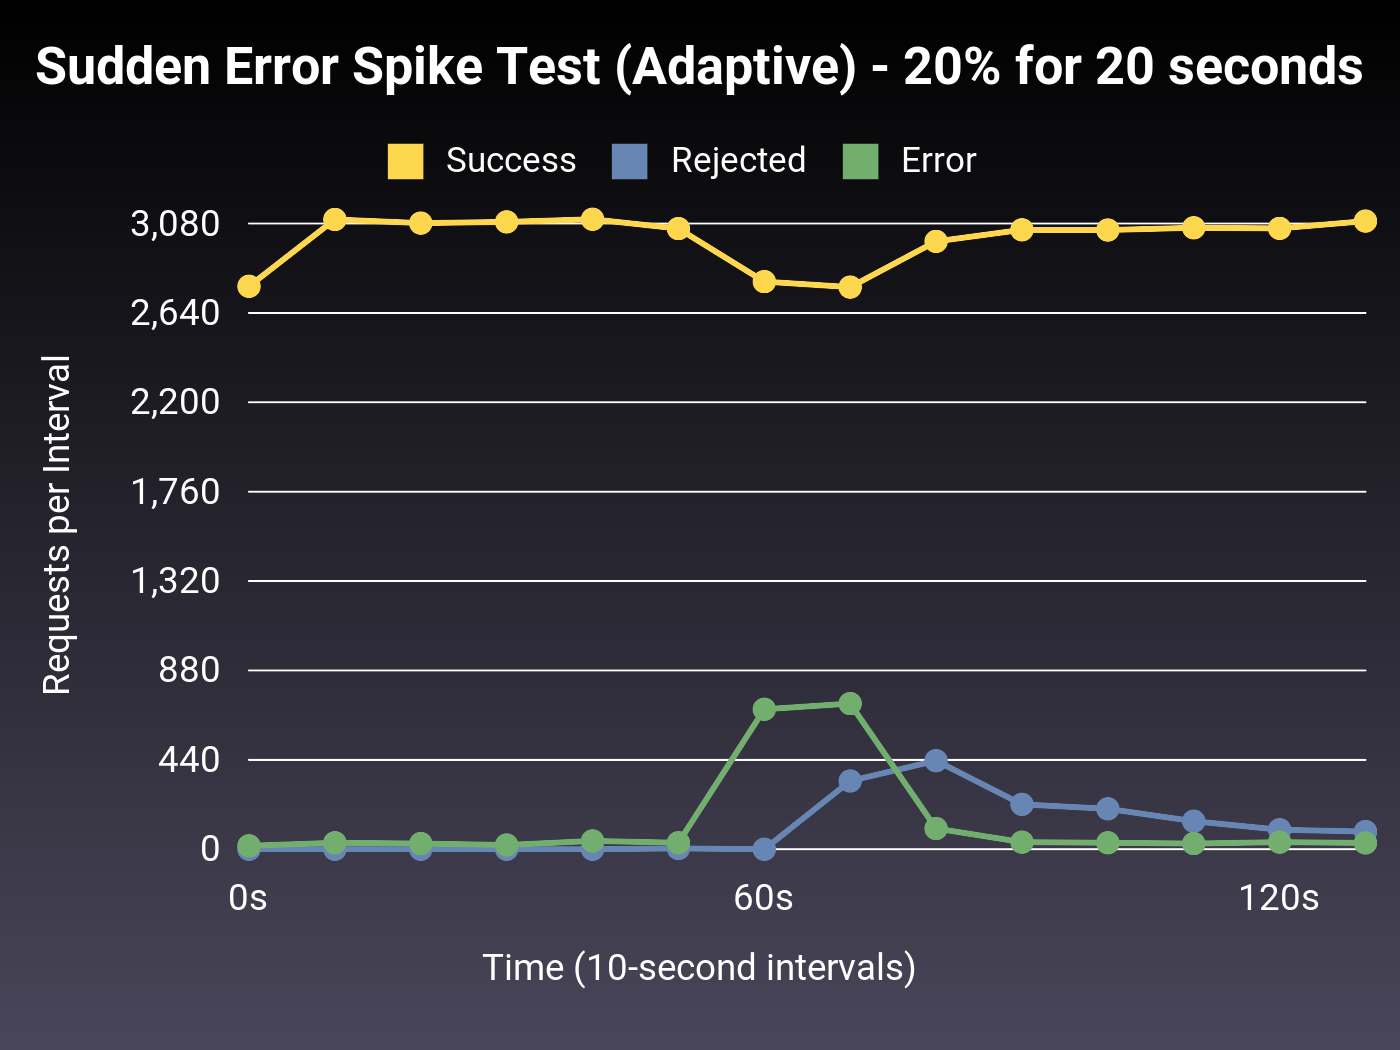 Sudden Error Spike Test (Adaptive) - 20% for 20 seconds
Success Rejected Error
3,080
2,640
2,200
1,760
1,320
880
440
0
Requests per Interval
0s 60s 120s
Time (10-second intervals)